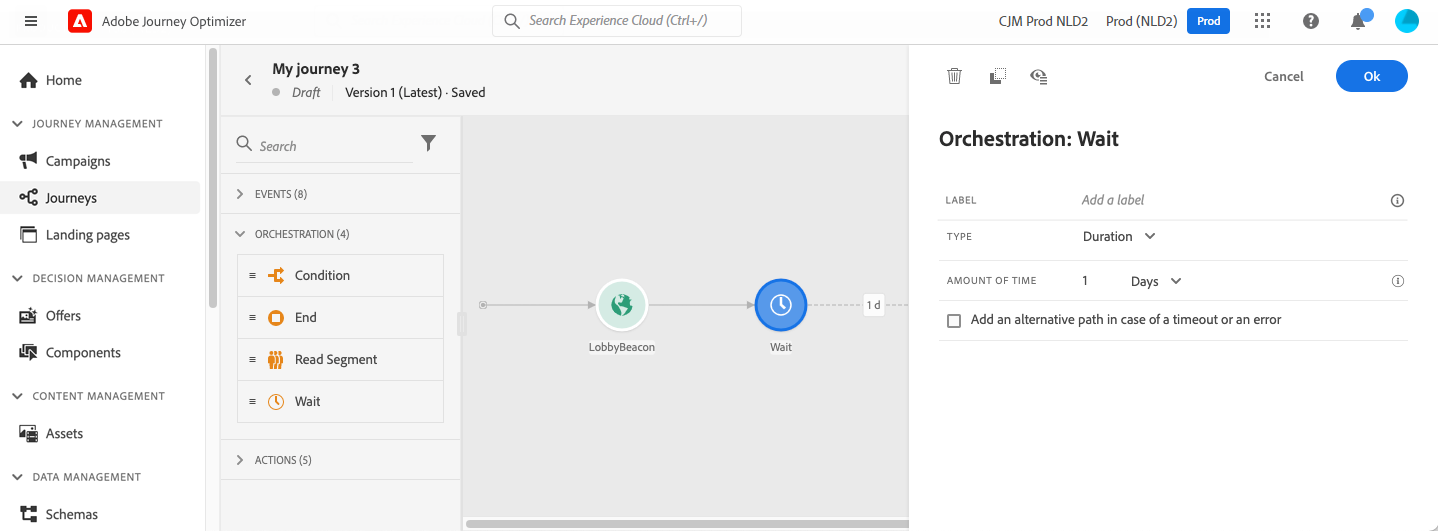 Adobe Journey Optimizer
Search Experience Cloud (Ctrl+/)
CJM Prod NLD2
Prod (NLD2)
Prod
Home
JOURNEY MANAGEMENT
Campaigns
Journeys
Landing pages
DECISION MANAGEMENT
Offers
Components
CONTENT MANAGEMENT
Assets
DATA MANAGEMENT
Schemas
My journey 3
Draft
Version 1 (Latest) · Saved
Search
EVENTS (8)
ORCHESTRATION (4)
Condition
End
Read Segment
Wait
ACTIONS (5)
LobbyBeacon
Wait
1 d
Cancel
Ok
Orchestration: Wait
LABEL
Add a label
TYPE
Duration
AMOUNT OF TIME
1
Days
Add an alternative path in case of a timeout or an error